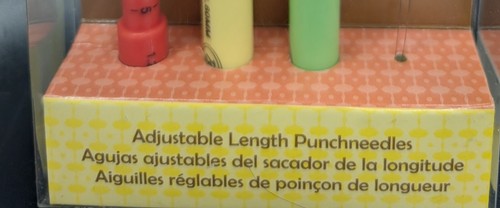 Adjustable Length Punchneedles
Agujas ajustables del sacador de la longitude
Aiguilles réglables de poinçon de longueur